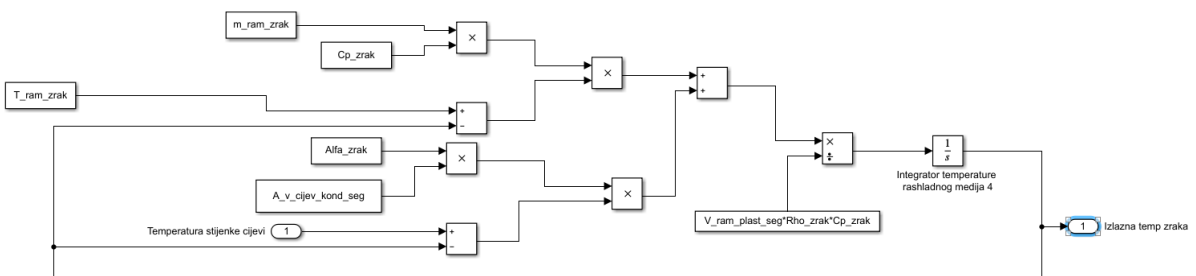 m_ram_zrak
×
Cp_zrak
×
+
+
T_ram_zrak
+
−
Alfa_zrak
×
×
÷
1
s
Integrator temperature
rashladnog medija 4
A_v_cijev_kond_seg
×
V_ram_plast_seg*Rho_zrak*Cp_zrak
Temperatura stijenke cijevi
1
+
−
1
Izlazna temp zraka